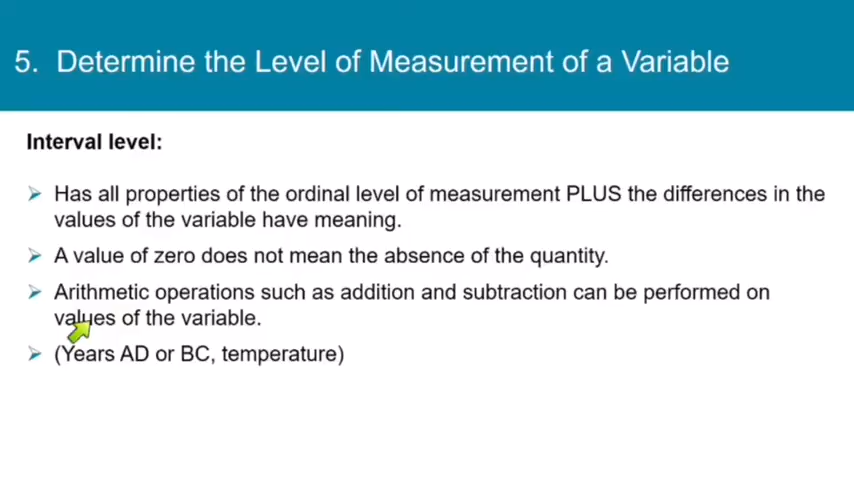 5. Determine the Level of Measurement of a Variable
Interval level:
Has all properties of the ordinal level of measurement PLUS the differences in the
values of the variable have meaning.
A value of zero does not mean the absence of the quantity.
Arithmetic operations such as addition and subtraction can be performed on
values of the variable.
(Years AD or BC, temperature)